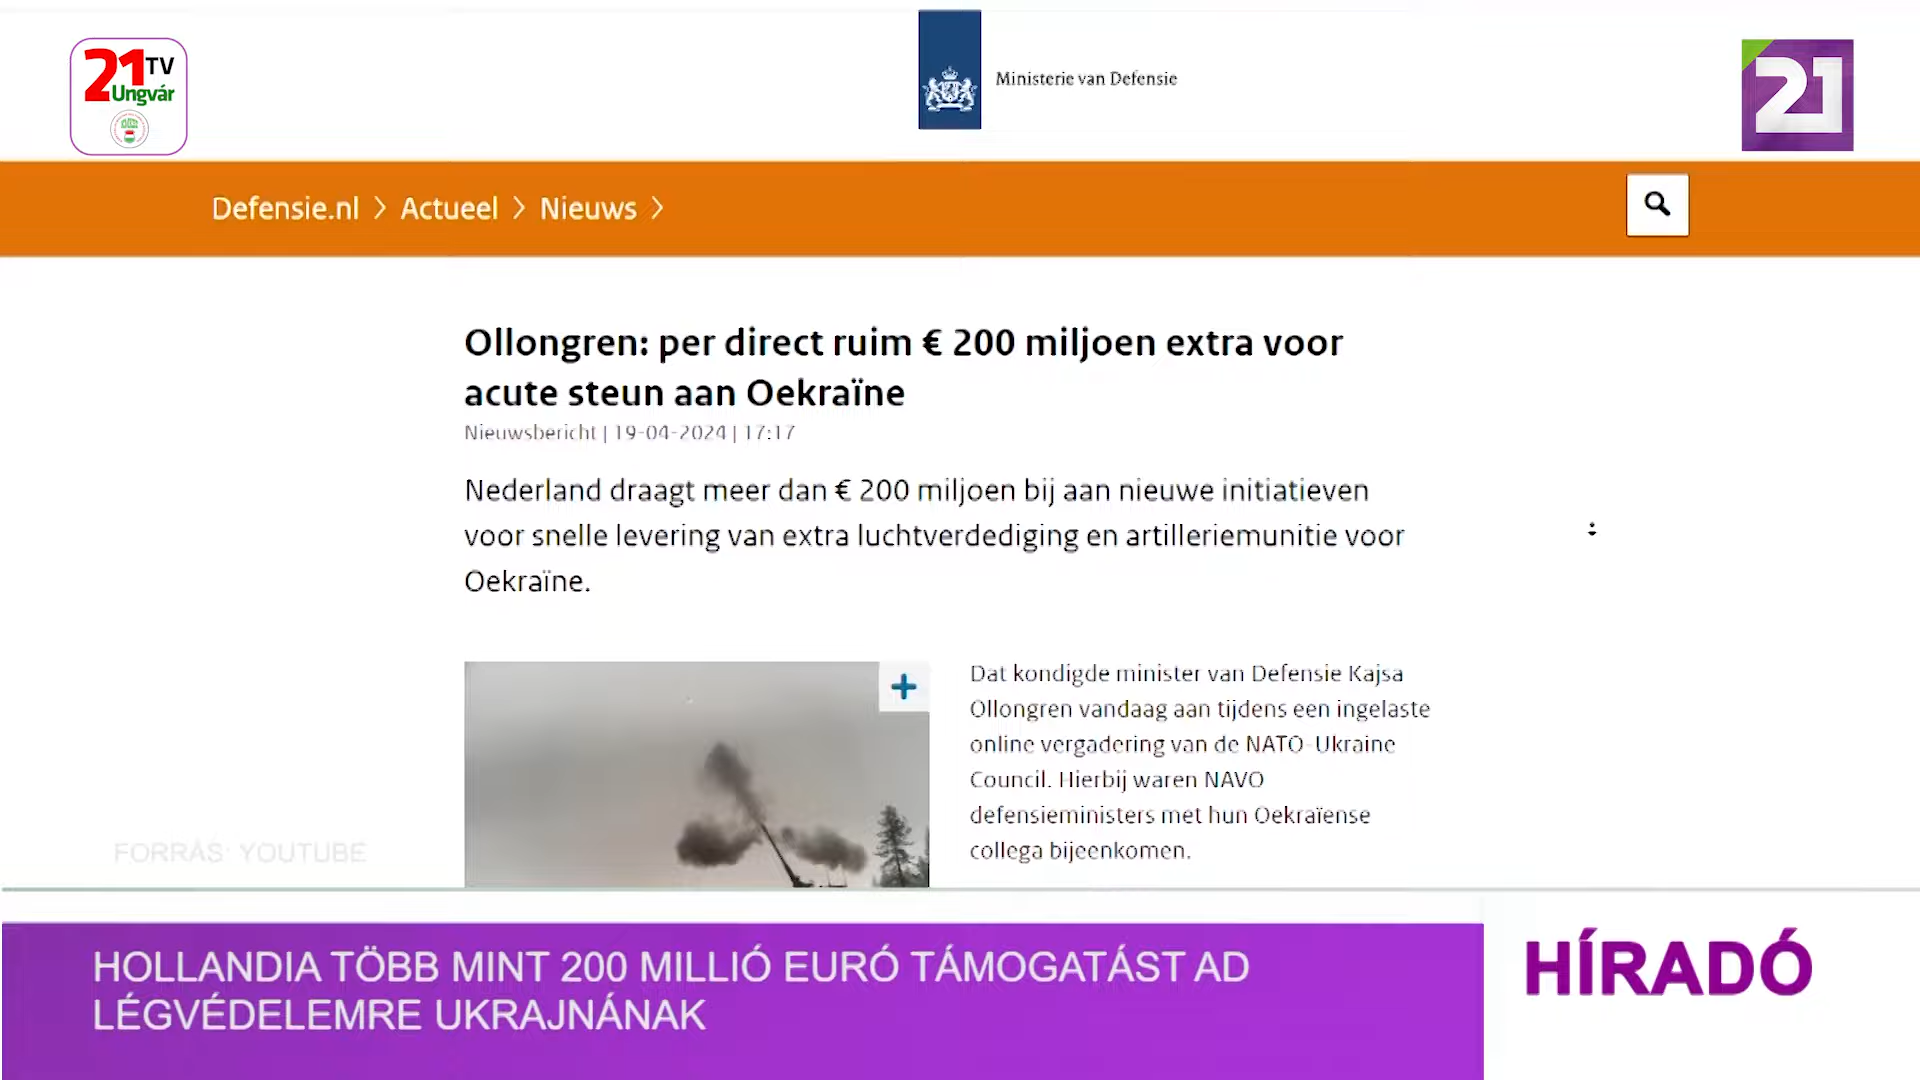 21 TV
Ungvár
Ministerie van Defensie
21
Defensie.nl > Actueel > Nieuws >
Ollongren: per direct ruim € 200 miljoen extra voor
acute steun aan Oekraïne
Nieuwsbericht | 19-04-2024 | 17:17
Nederland draagt meer dan € 200 miljoen bij aan nieuwe initiatieven
voor snelle levering van extra luchtverdediging en artilleriemunitie voor
Oekraïne.
Dat kondigde minister van Defensie Kajsa
Ollongren vandaag aan tijdens een ingelaste
online vergadering van de NATO-Ukraine
Council. Hierbij waren NAVO
defensieministers met hun Oekraïense
collega bijeenkomen.
FORRÁS: YOUTUBE
HOLLANDIA TÖBB MINT 200 MILLIÓ EURÓ TÁMOGATÁST AD
LÉGVÉDELEMRE UKRAJNÁNAK
HÍRADÓ